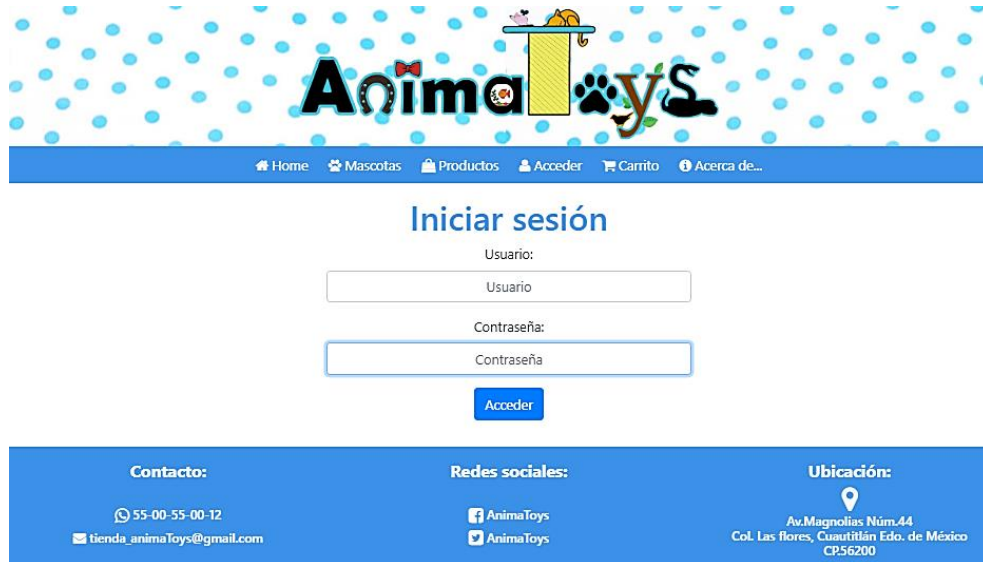 AnimaToys
Home Mascotas Productos Acceder Carrito Acerca de...
Iniciar sesión
Usuario:
Usuario
Contraseña:
Contraseña
Acceder
Contacto:
55-00-55-00-12
tienda_animaToys@gmail.com
Redes sociales:
AnimaToys
AnimaToys
Ubicación:
Av.Magnolias Núm.44
Col. Las flores, Cuautitlán Edo. de México
CP.56200